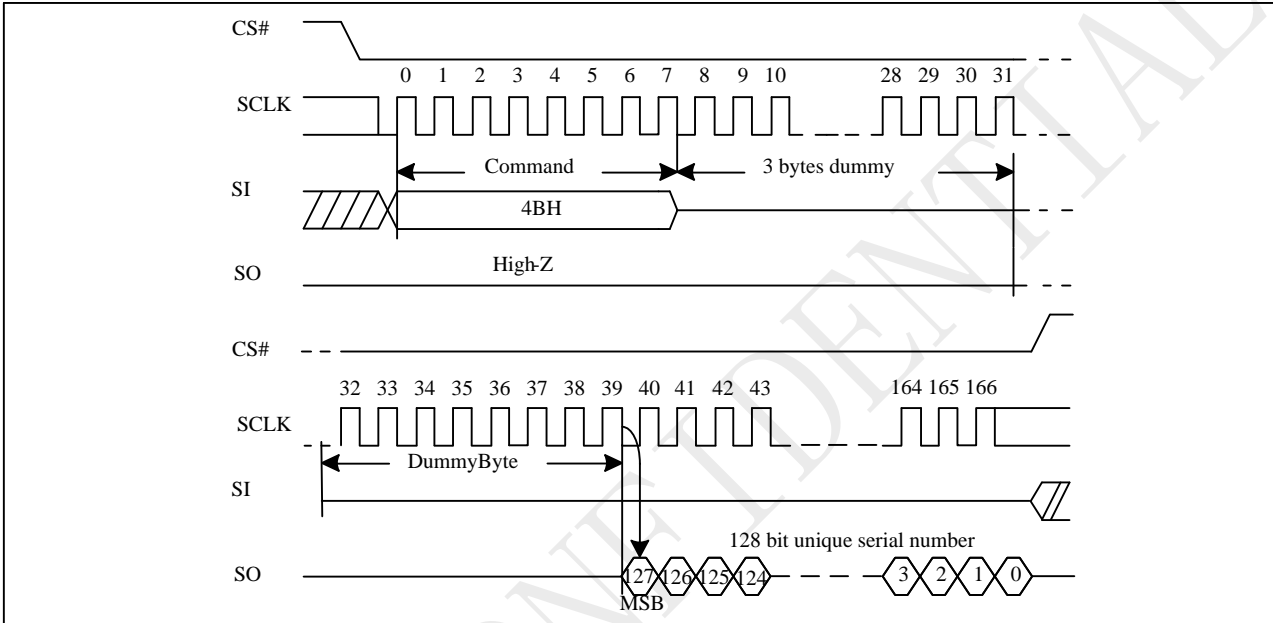 CS#
0 1 2 3 4 5 6 7 8 9 10 28 29 30 31
SCLK
Command 3 bytes dummy
SI
4BH
High-Z
SO
CS#
32 33 34 35 36 37 38 39 40 41 42 43 164 165 166
SCLK
DummyByte
SI
128 bit unique serial number
SO 127 126 125 124 3 2 1 0
MSB